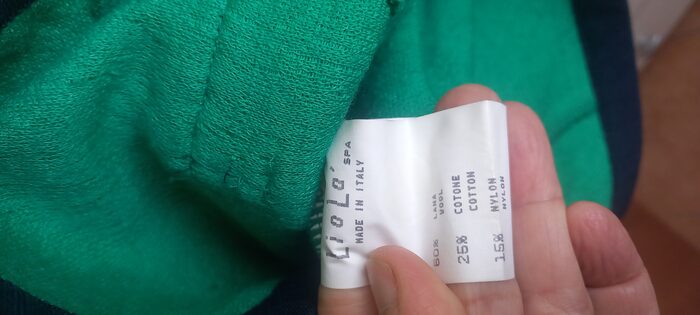 LioLa' SPA
MADE IN ITALY
60% LANA
WOOL
25% COTONE
COTTON
15% NYLON
NYLON